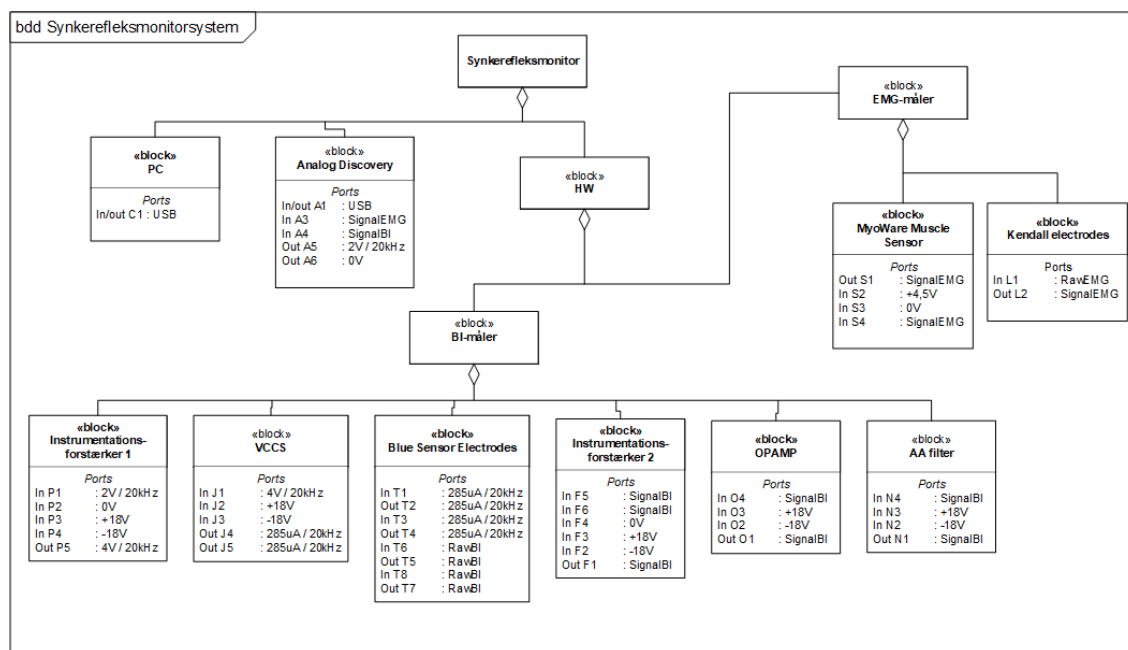 bdd Synkerefleksmonitorsystem
Synkerefleksmonitor
«block»
EMG-måler
«block»
PC
Ports
In/out C1 : USB
«block»
Analog Discovery
Ports
In/out A1 : USB
In A3 : SignalEMG
In A4 : SignalBI
Out A5 : 2V / 20kHz
Out A6 : 0V
«block»
HW
«block»
MyoWare Muscle
Sensor
Ports
Out S1 : SignalEMG
In S2 : +4,5V
In S3 : 0V
In S4 : SignalEMG
«block»
Kendall electrodes
Ports
In L1 : RawEMG
Out L2 : SignalEMG
«block»
BI-måler
«block»
Instrumentations-
forstærker 1
Ports
In P1 : 2V / 20kHz
In P2 : 0V
In P3 : +18V
In P4 : -18V
Out P5 : 4V / 20kHz
«block»
VCCS
Ports
In J1 : 4V / 20kHz
In J2 : +18V
In J3 : -18V
Out J4 : 285uA / 20kHz
Out J5 : 285uA / 20kHz
«block»
Blue Sensor Electrodes
Ports
In T1 : 285uA / 20kHz
Out T2 : 285uA / 20kHz
In T3 : 285uA / 20kHz
Out T4 : 285uA / 20kHz
In T6 : RawBI
Out T5 : RawBI
In T8 : RawBI
Out T7 : RawBI
«block»
Instrumentations-
forstærker 2
Ports
In F5 : SignalBI
In F6 : SignalBI
In F4 : 0V
In F3 : +18V
In F2 : -18V
Out F1 : SignalBI
«block»
OPAMP
Ports
In O4 : SignalBI
In O3 : +18V
In O2 : -18V
Out O1 : SignalBI
«block»
AA filter
Ports
In N4 : SignalBI
In N3 : +18V
In N2 : -18V
Out N1 : SignalBI